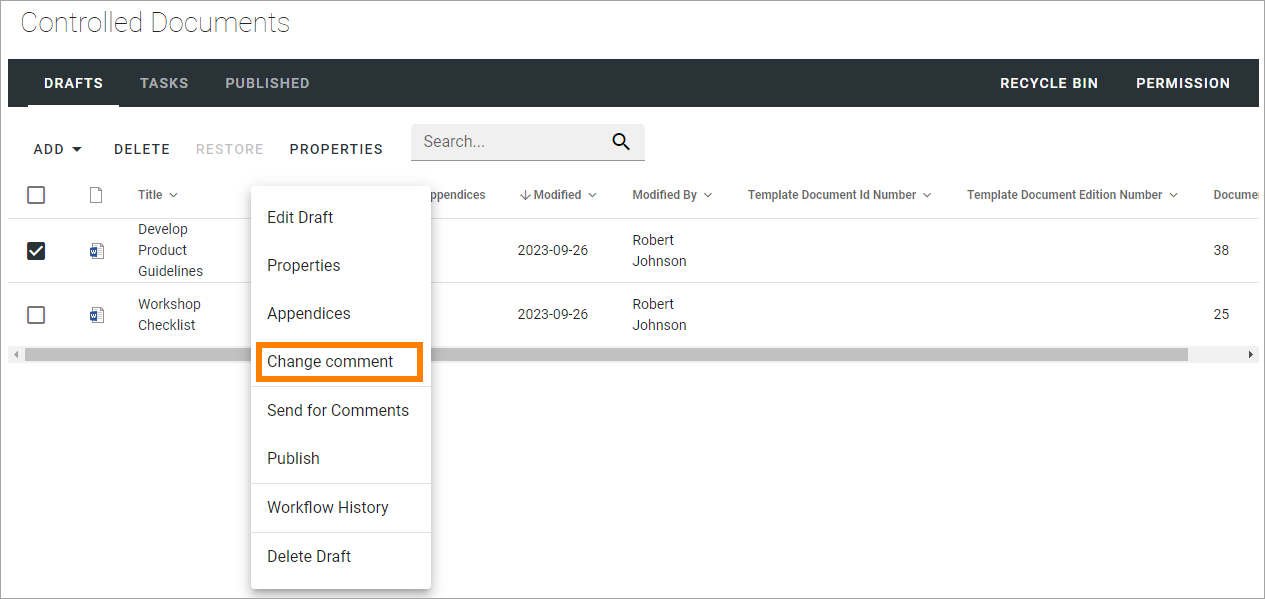 Controlled Documents
DRAFTS TASKS PUBLISHED RECYCLE BIN PERMISSION
ADD DELETE RESTORE PROPERTIES Search...
Title ppendices Modified Modified By Template Document Id Number Template Document Edition Number Documen
Develop
Product
Guidelines
2023-09-26
Robert
Johnson
38
Workshop
Checklist
2023-09-26
Robert
Johnson
25
Edit Draft
Properties
Appendices
Change comment
Send for Comments
Publish
Workflow History
Delete Draft